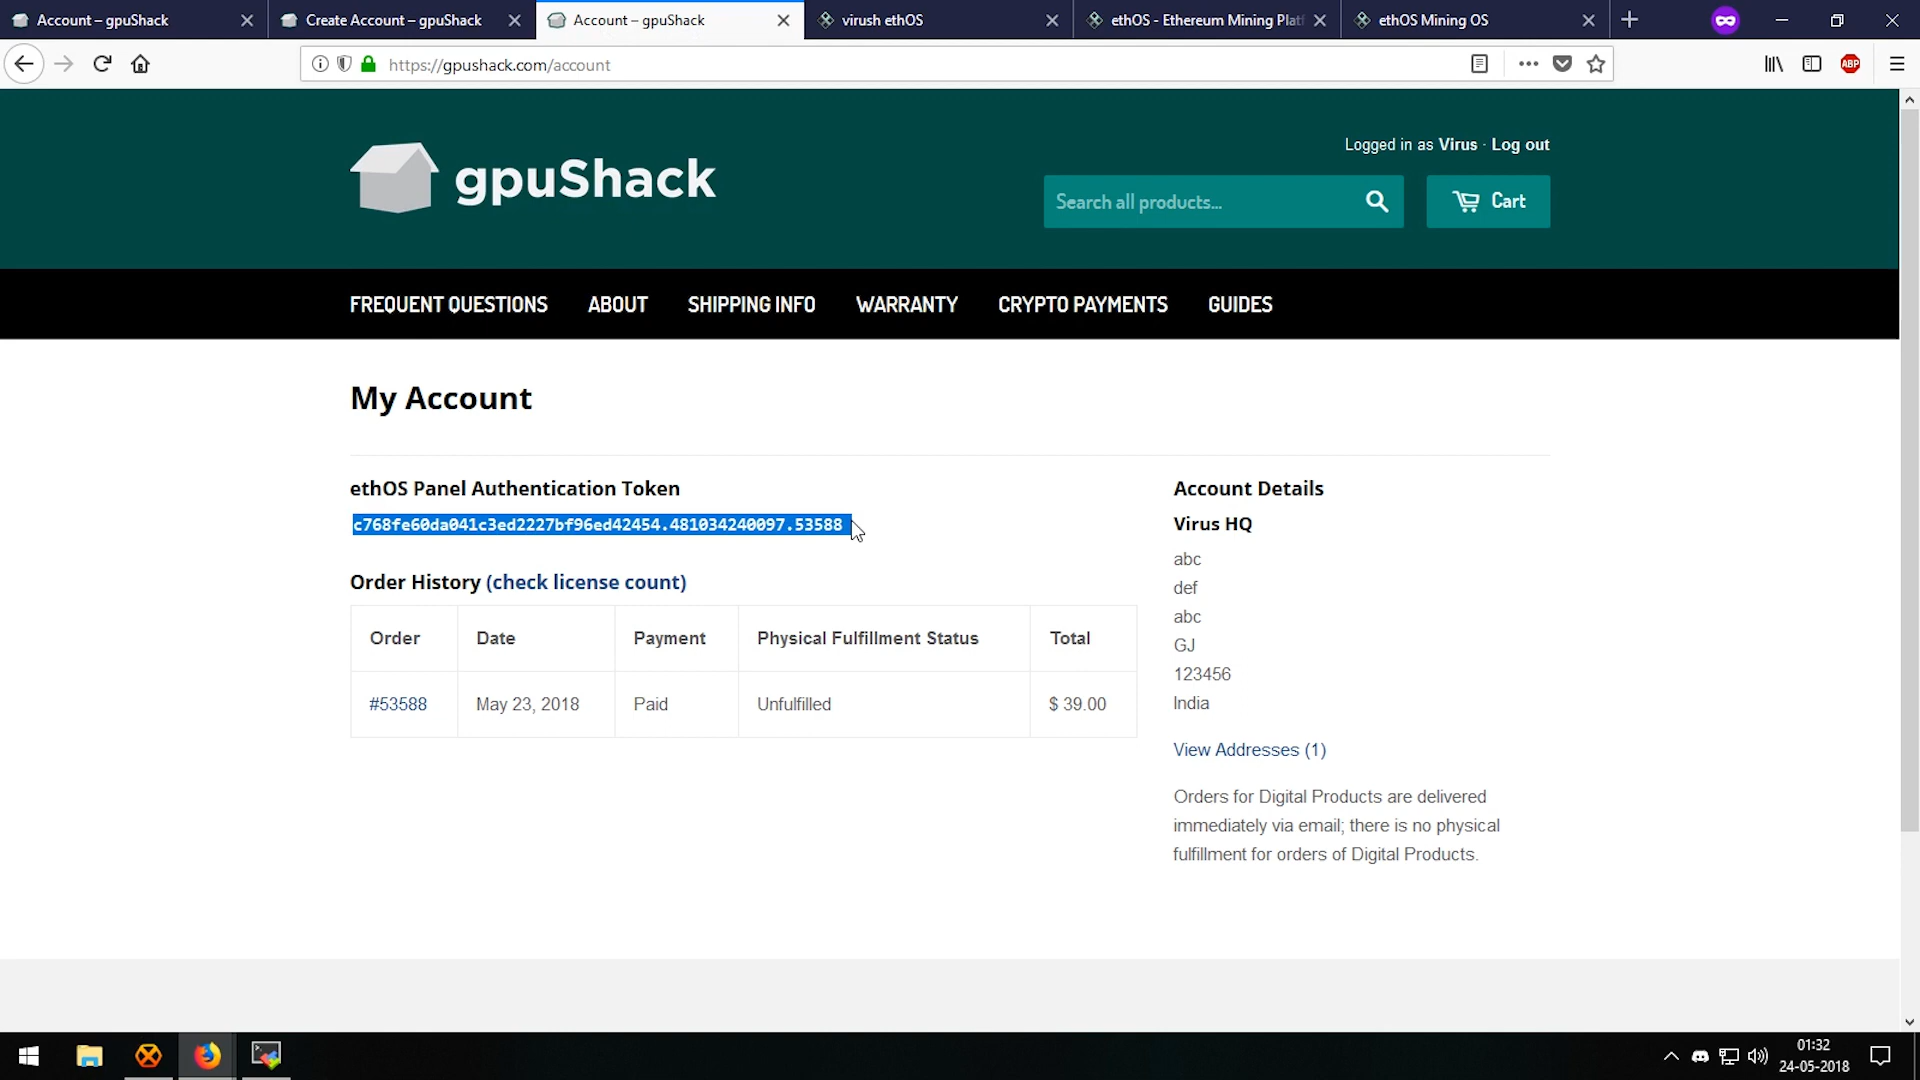 Account – gpuShack
Create Account – gpuShack
Account – gpuShack
virush ethOS
ethOS - Ethereum Mining Platf
ethOS Mining OS
https://gpushack.com/account
ABP
gpuShack
Logged in as Virus · Log out
Search all products...
Cart
FREQUENT QUESTIONS
ABOUT
SHIPPING INFO
WARRANTY
CRYPTO PAYMENTS
GUIDES
My Account
ethOS Panel Authentication Token
c768fe60da041c3ed2227bf96ed42454.481034240097.53588
Order History (check license count)
Order Date Payment Physical Fulfillment Status Total
#53588 May 23, 2018 Paid Unfulfilled $ 39.00
Account Details
Virus HQ
abc
def
abc
GJ
123456
India
View Addresses (1)
Orders for Digital Products are delivered
immediately via email; there is no physical
fulfillment for orders of Digital Products.
01:32
24-05-2018